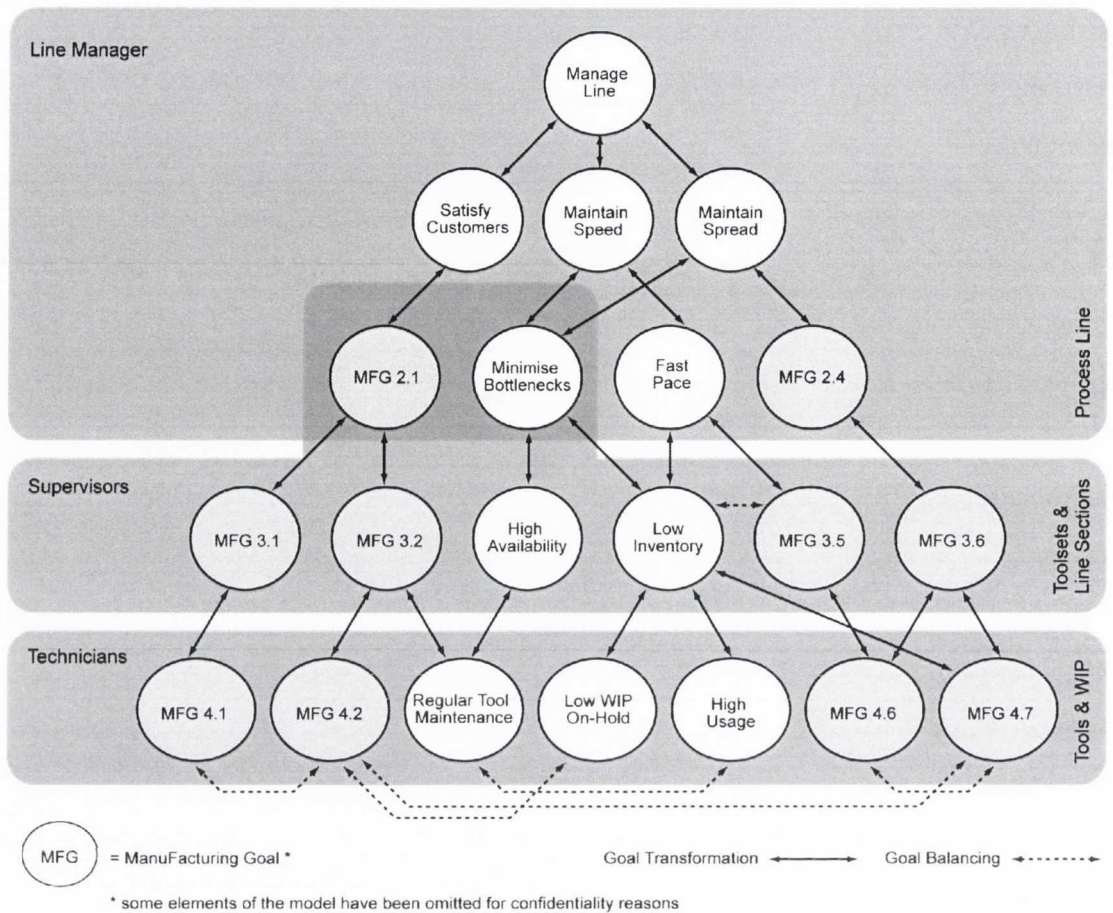 Line Manager
Manage
Line
Satisfy
Customers
Maintain
Speed
Maintain
Spread
MFG 2.1
Minimise
Bottlenecks
Fast
Pace
MFG 2.4
Process Line
Supervisors
MFG 3.1
MFG 3.2
High
Availability
Low
Inventory
MFG 3.5
MFG 3.6
Toolsets &
Line Sections
Technicians
MFG 4.1
MFG 4.2
Regular Tool
Maintenance
Low WIP
On-Hold
High
Usage
MFG 4.6
MFG 4.7
Tools & WIP
MFG
= ManuFacturing Goal *
Goal Transformation
Goal Balancing
* some elements of the model have been omitted for confidentiality reasons